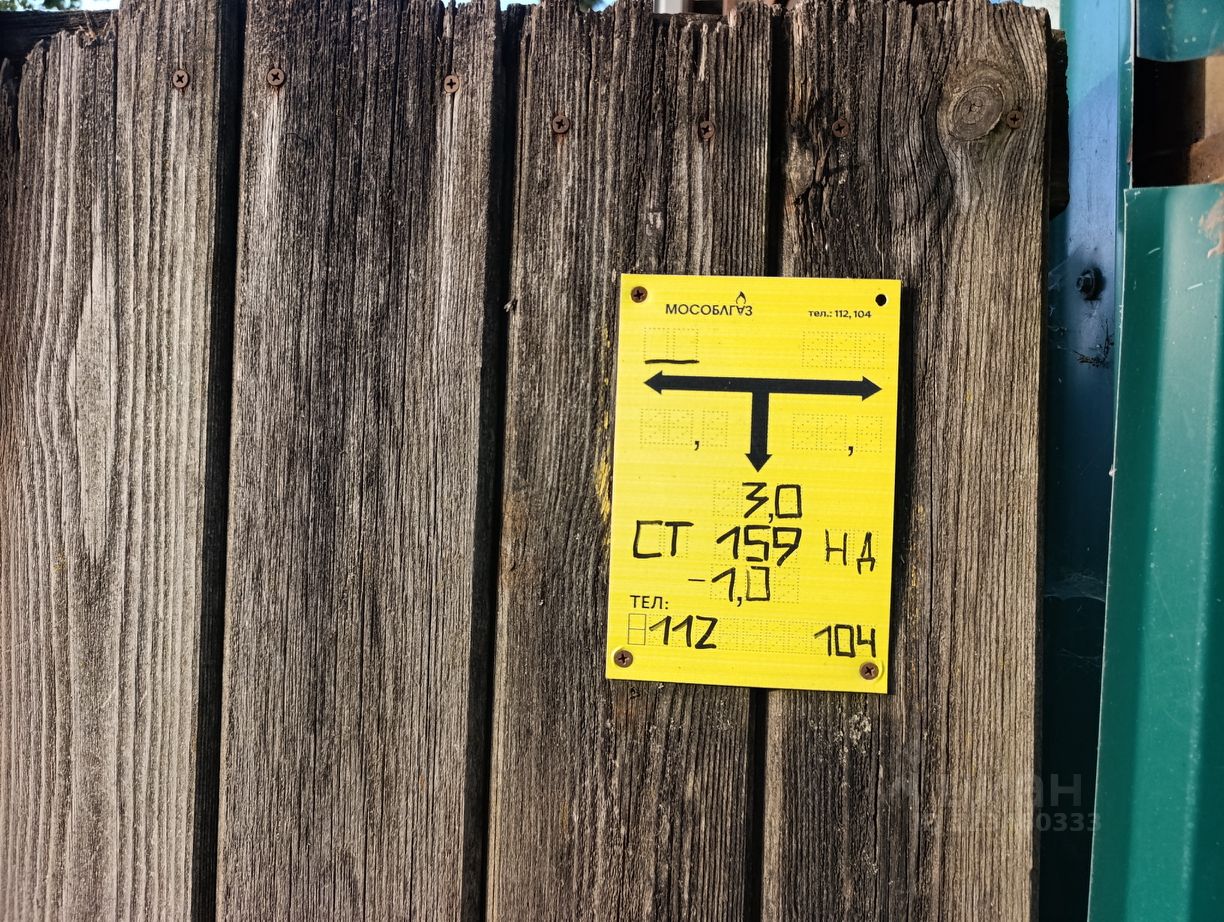 МОСОБЛГАЗ тел.: 112, 104
,
,
3,0
СТ 159 НД
-1,0
ТЕЛ:
112 104